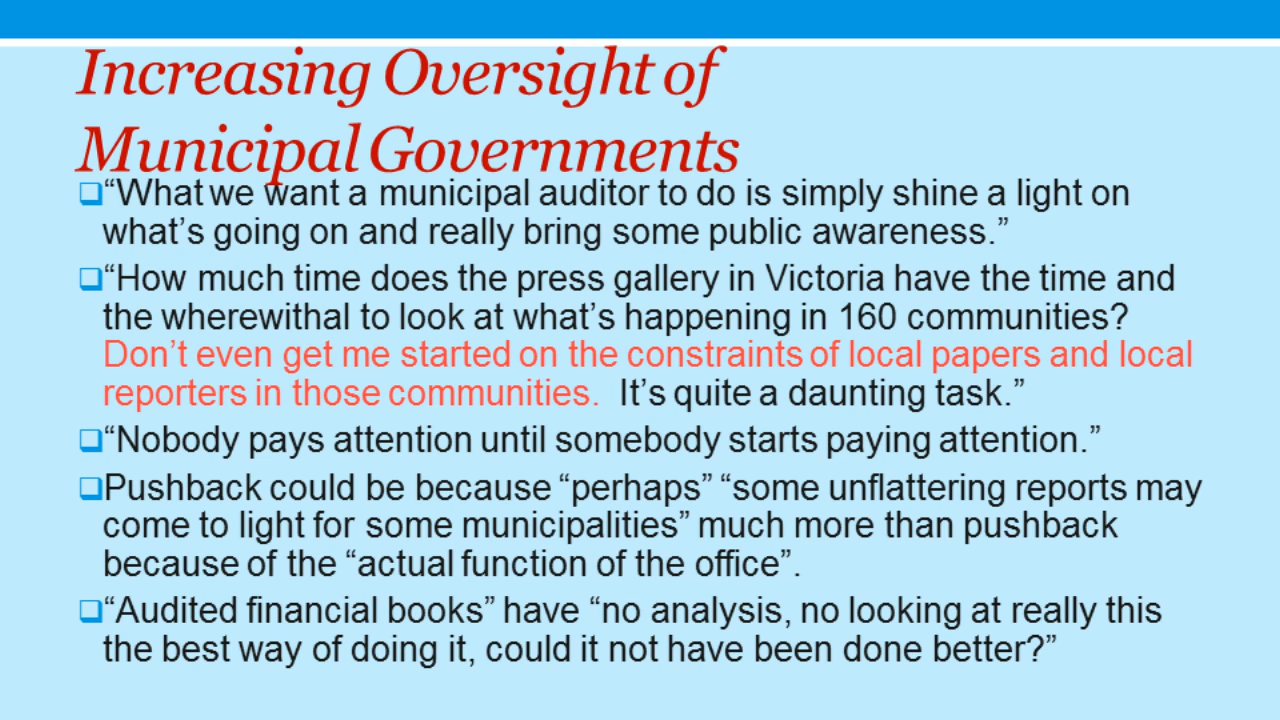 Increasing Oversight of
Municipal Governments
“What we want a municipal auditor to do is simply shine a light on
what’s going on and really bring some public awareness.”
“How much time does the press gallery in Victoria have the time and
the wherewithal to look at what’s happening in 160 communities?
Don’t even get me started on the constraints of local papers and local
reporters in those communities. It’s quite a daunting task.”
“Nobody pays attention until somebody starts paying attention.”
Pushback could be because “perhaps” “some unflattering reports may
come to light for some municipalities” much more than pushback
because of the “actual function of the office”.
“Audited financial books” have “no analysis, no looking at really this
the best way of doing it, could it not have been done better?”